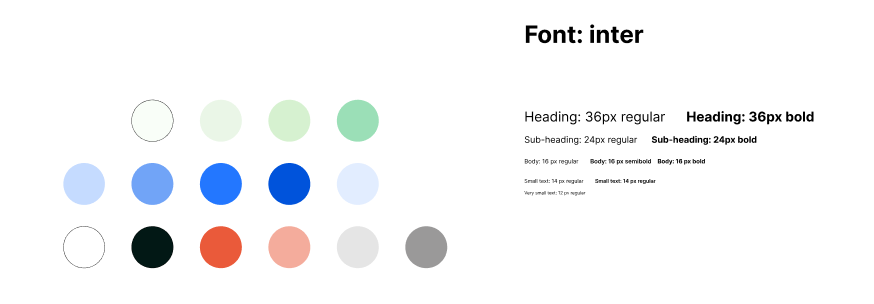 Font: inter
Heading: 36px regular Heading: 36px bold
Sub-heading: 24px regular Sub-heading: 24px bold
Body: 16 px regular Body: 16 px semibold Body: 16 px bold
Small text: 14 px regular Small text: 14 px regular
Very small text: 12 px regular